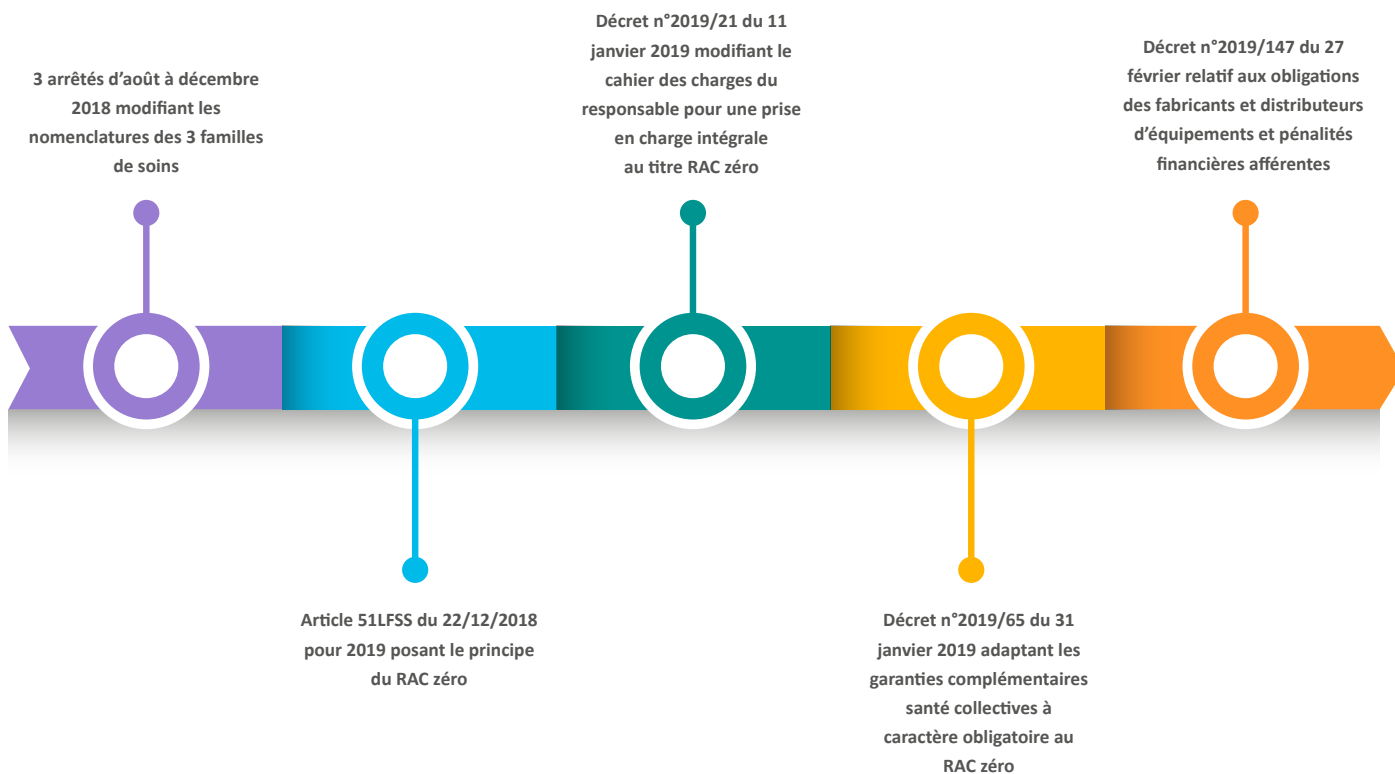 3 arrêtés d’août à décembre
2018 modifiant les
nomenclatures des 3 familles
de soins
Article 51LFSS du 22/12/2018
pour 2019 posant le principe
du RAC zéro
Décret n°2019/21 du 11
janvier 2019 modifiant le
cahier des charges du
responsable pour une prise
en charge intégrale
au titre RAC zéro
Décret n°2019/65 du 31
janvier 2019 adaptant les
garanties complémentaires
santé collectives à
caractère obligatoire au
RAC zéro
Décret n°2019/147 du 27
février relatif aux obligations
des fabricants et distributeurs
d’équipements et pénalités
financières afférentes